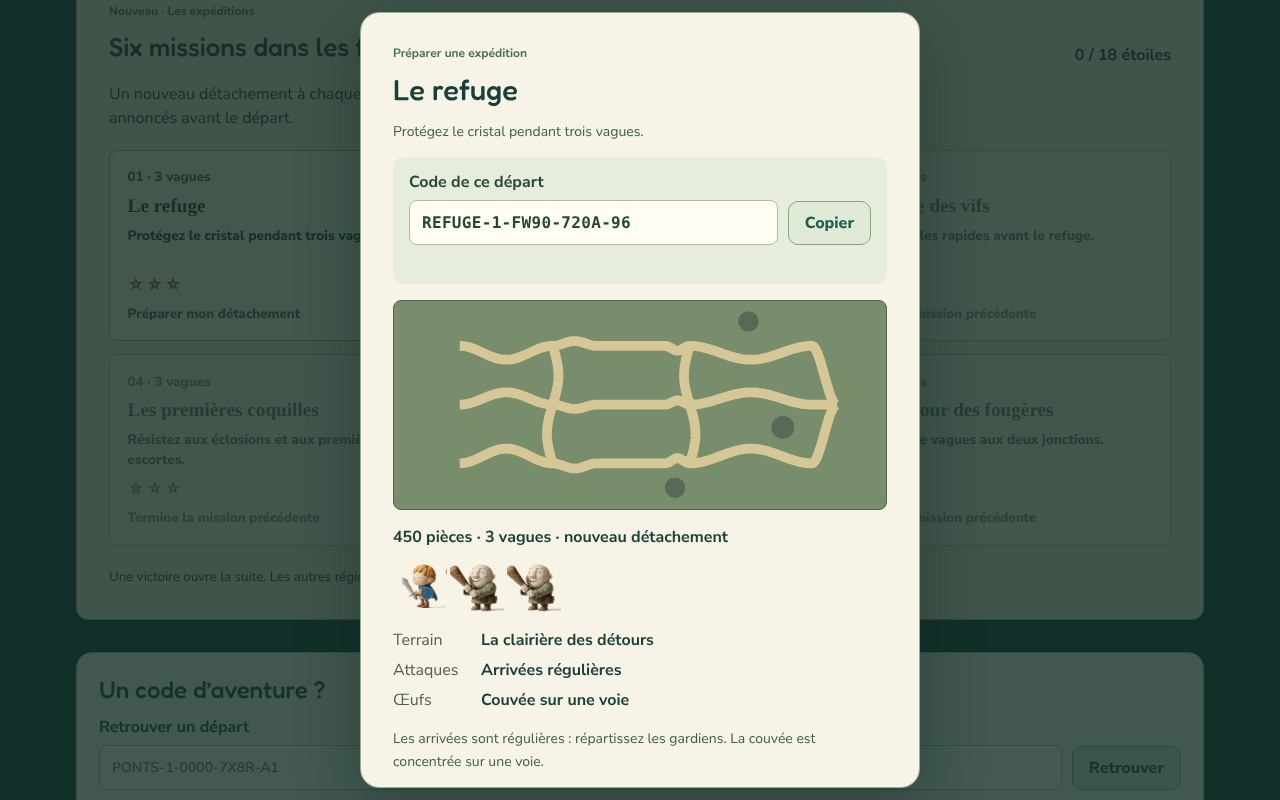 Nouveau · Les expéditions
Six missions dans les
0 / 18 étoiles
Un nouveau détachement à chaque
annoncés avant le départ.
01 · 3 vagues
Le refuge
Protégez le cristal pendant trois
☆ ☆ ☆
Préparer mon détachement
des vifs
rapides avant le refuge.
mission précédente
04 · 3 vagues
Les premières coquilles
Résistez aux éclosions et aux
escortes.
☆ ☆ ☆
Termine la mission précédente
des fougères
vagues aux deux jonctions.
mission précédente
Une victoire ouvre la suite. Les autres
Un code d’aventure ?
Retrouver un départ
PONTS-1-0000-7X8R-A1
Retrouver
Préparer une expédition
Le refuge
Protégez le cristal pendant trois vagues.
Code de ce départ
REFUGE-1-FW90-720A-96
Copier
450 pièces · 3 vagues · nouveau détachement
Terrain La clairière des détours
Attaques Arrivées régulières
Œufs Couvée sur une voie
Les arrivées sont régulières : répartissez les gardiens. La couvée est
concentrée sur une voie.